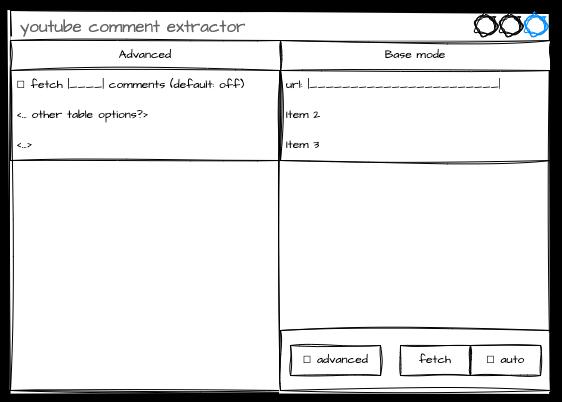 youtube comment extractor
Advanced
Base mode
☐ fetch |____| comments (default: off)
<... other table options?>
<...>
url: |________________________|
Item 2
Item 3
☐ advanced
fetch
☐ auto